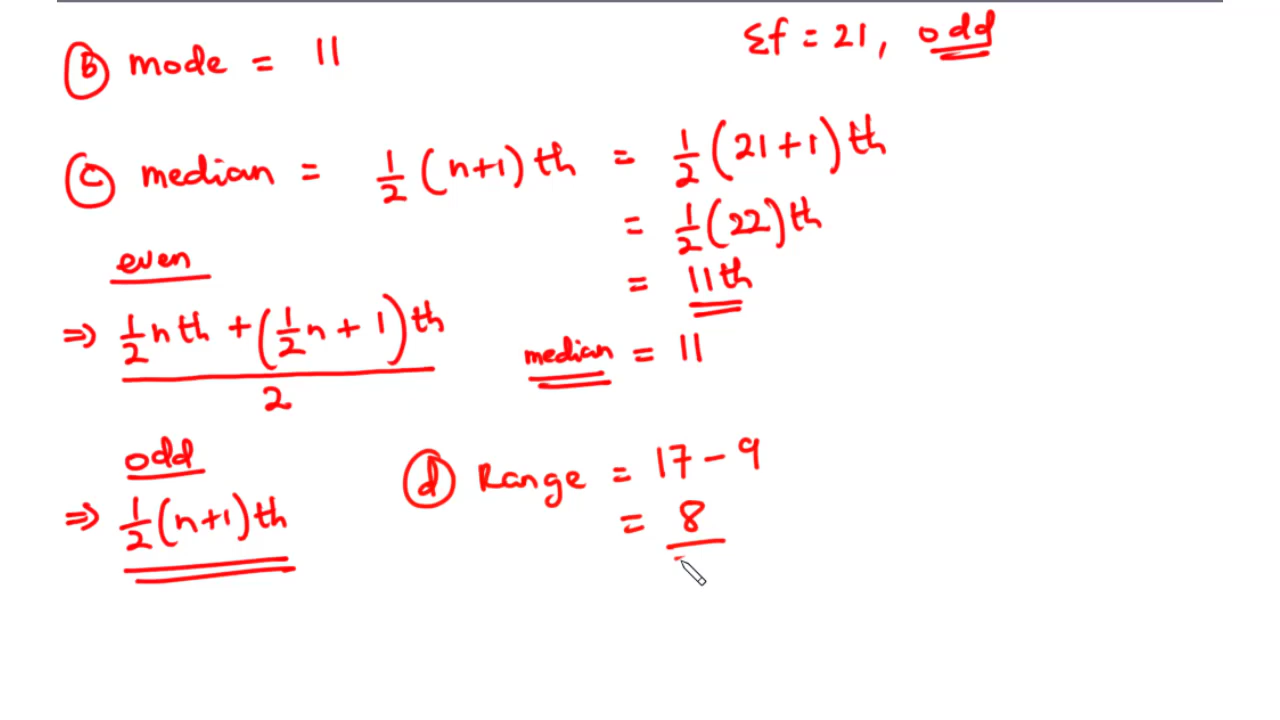 Σf = 21, odd
Ⓑ mode = 11
Ⓒ median = 1/2 (n+1) th = 1/2 (21+1) th
= 1/2 (22) th
= 11th
median = 11
even
⇒ (1/2 n th + (1/2 n + 1) th) / 2
odd
⇒ 1/2 (n+1) th
ⓓ Range = 17 - 9
= 8